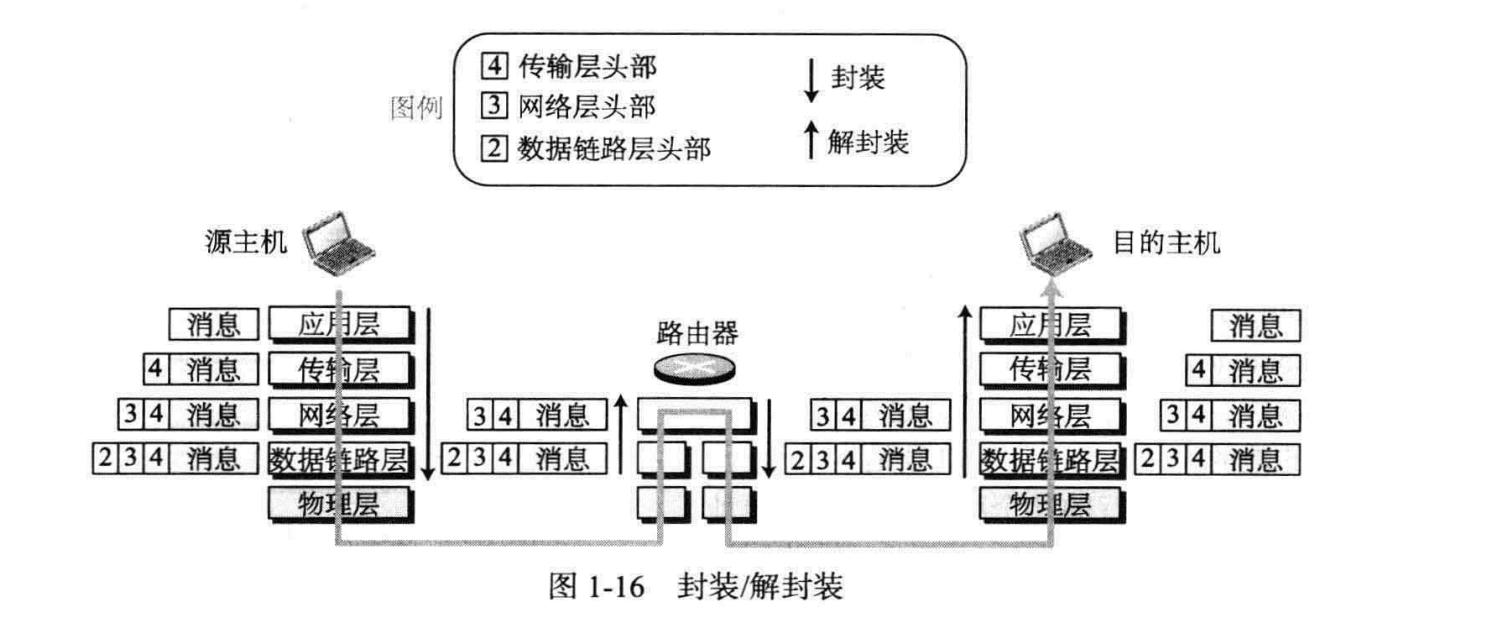 图例
4 传输层头部
3 网络层头部
2 数据链路层头部
封装
解封装
源主机
目的主机
路由器
消息 应用层
4 消息 传输层
3 4 消息 网络层
2 3 4 消息 数据链路层
物理层
3 4 消息
2 3 4 消息
3 4 消息
2 3 4 消息
应用层 消息
传输层 4 消息
网络层 3 4 消息
数据链路层 2 3 4 消息
物理层
图 1-16 封装/解封装